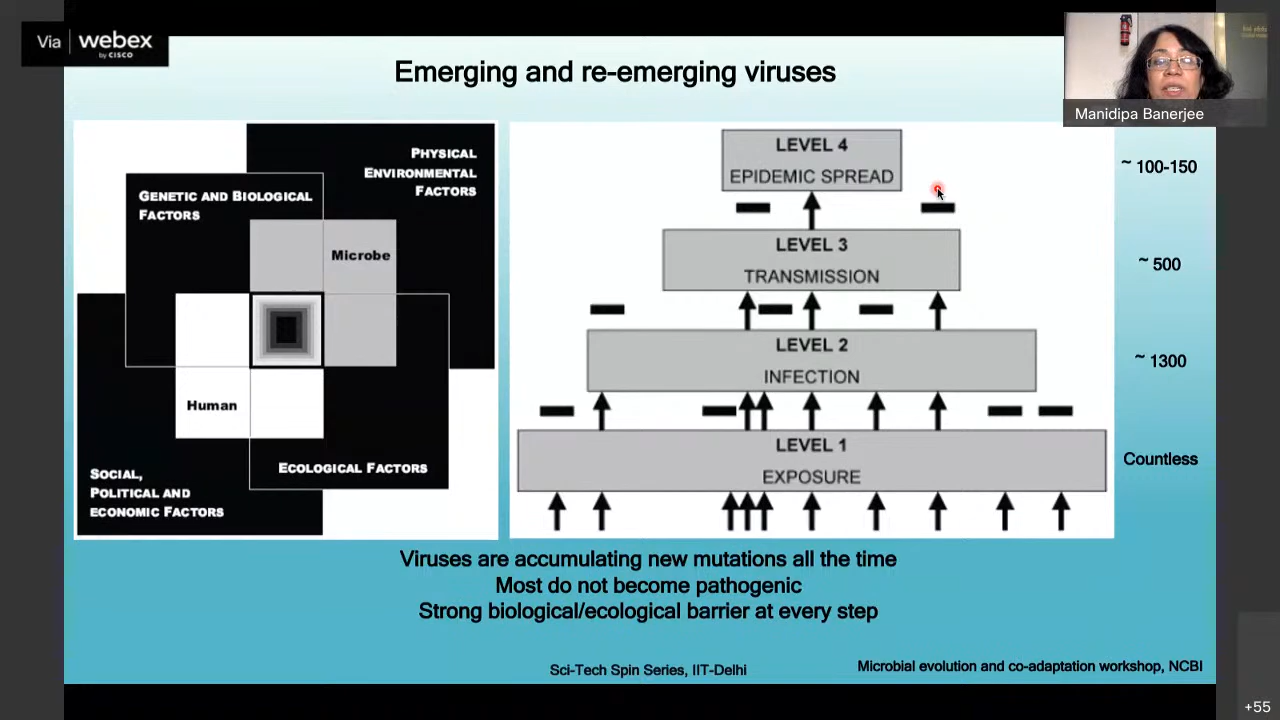 Via webex
by CISCO
Emerging and re-emerging viruses
Manidipa Banerjee
PHYSICAL
ENVIRONMENTAL
FACTORS
GENETIC AND BIOLOGICAL
FACTORS
Microbe
Human
ECOLOGICAL FACTORS
SOCIAL,
POLITICAL AND
ECONOMIC FACTORS
LEVEL 4
EPIDEMIC SPREAD
~ 100-150
LEVEL 3
TRANSMISSION
~ 500
LEVEL 2
INFECTION
~ 1300
LEVEL 1
EXPOSURE
Countless
Viruses are accumulating new mutations all the time
Most do not become pathogenic
Strong biological/ecological barrier at every step
Sci-Tech Spin Series, IIT-Delhi
Microbial evolution and co-adaptation workshop, NCBI
+55